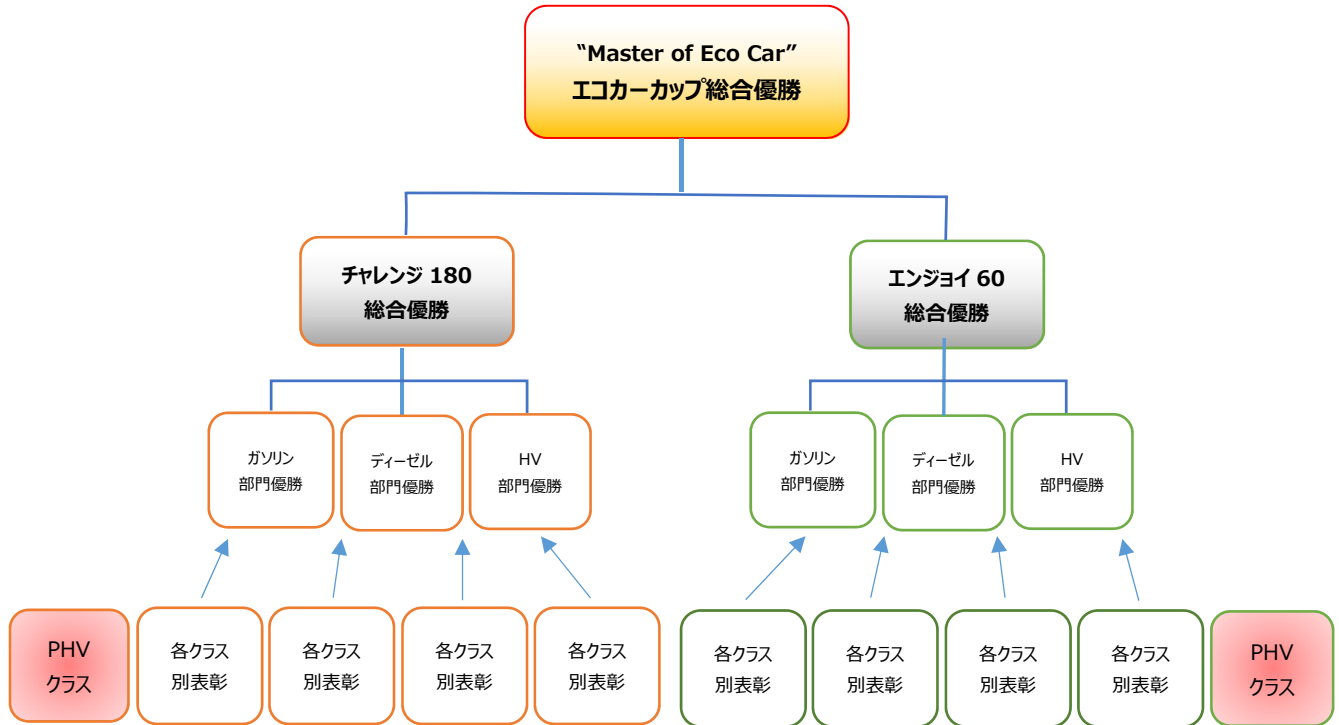 “Master of Eco Car”
エコカーカップ総合優勝
チャレンジ 180
総合優勝
エンジョイ 60
総合優勝
ガソリン
部門優勝
ディーゼル
部門優勝
HV
部門優勝
ガソリン
部門優勝
ディーゼル
部門優勝
HV
部門優勝
PHV
クラス
各クラス
別表彰
各クラス
別表彰
各クラス
別表彰
各クラス
別表彰
各クラス
別表彰
各クラス
別表彰
各クラス
別表彰
各クラス
別表彰
PHV
クラス